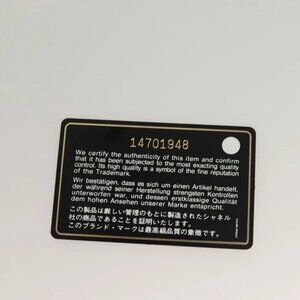 14701948
We certify the authenticity of this item and confirm
that it has been subjected to the most exacting quality
control. Its high quality is a symbol of the fine reputation
of the Trademark.
Wir bestätigen, dass es sich um einen Artikel handelt,
der während seiner Herstellung strengsten Kontrollen
unterworfen war, und dessen erstklassige Qualität
dem hohen Ansehen unserer Marke entspricht.
この製品は厳しい管理のもとに製造されたシャネル
社の商品である事を証明いたします。
このブランド・マークは最高級品質の象徴です。